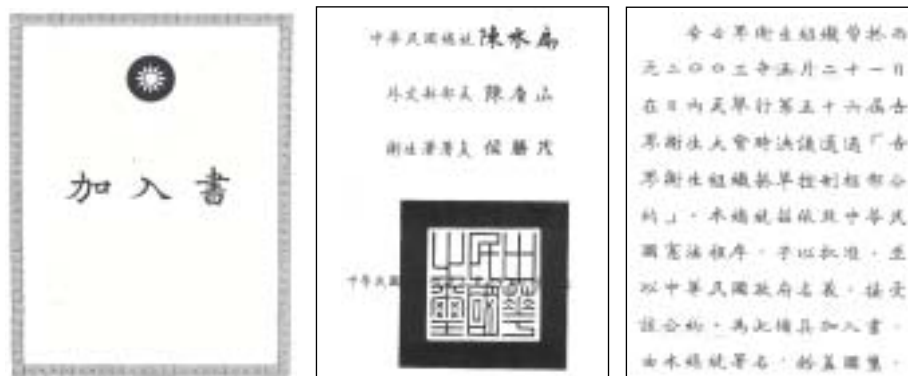 加入書
中華民國總統 陳水扁
外交部部長 陳唐山
衛生署署長 侯勝茂
中華民國之璽
中華民國
世界衛生組織曾於西
元二〇〇三年五月二十一日
在日內瓦舉行第五十六屆世
界衛生大會時決議通過「世
界衛生組織菸草控制框架公
約」，本總統茲依照中華民
國憲法程序，予以批准，並
以中華民國政府名義，接受
該公約，為此備具加入書，
由本總統署名，鈐蓋國璽，